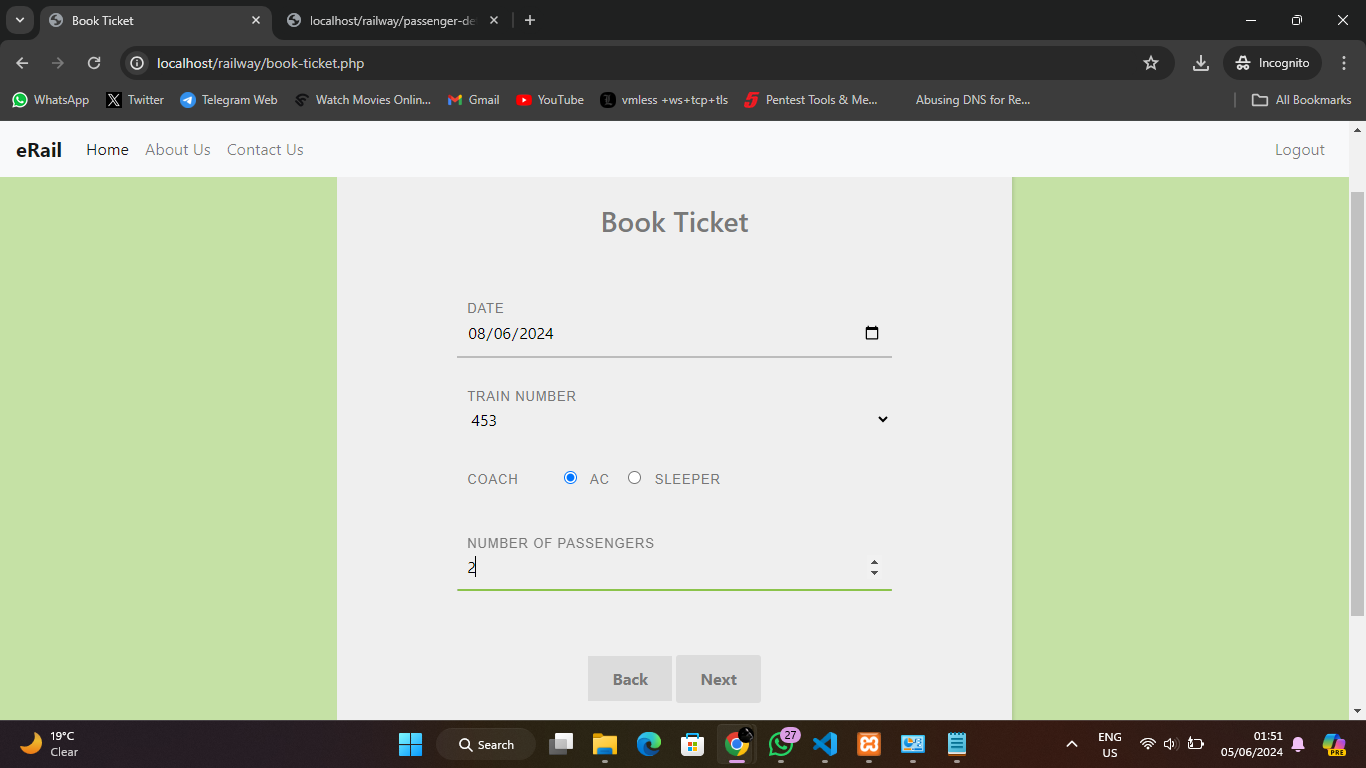 Book Ticket
localhost/railway/passenger-de
localhost/railway/book-ticket.php
Incognito
WhatsApp
Twitter
Telegram Web
Watch Movies Onlin...
Gmail
YouTube
vmless +ws+tcp+tls
Pentest Tools & Me...
Abusing DNS for Re...
All Bookmarks
eRail
Home
About Us
Contact Us
Logout
Book Ticket
DATE
08/06/2024
TRAIN NUMBER
453
COACH
AC
SLEEPER
NUMBER OF PASSENGERS
2
Back
Next
19°C
Clear
Search
27
ENG
US
01:51
05/06/2024
PRE